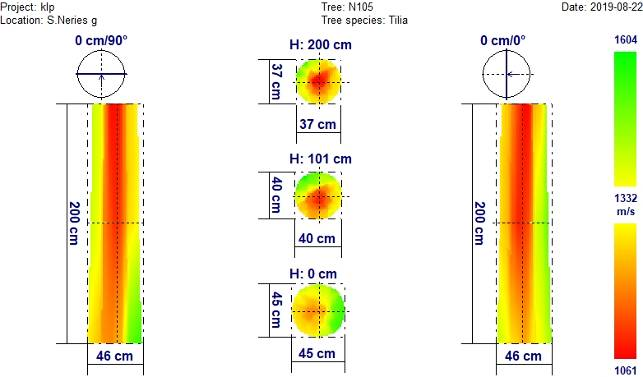 Project: klp
Tree: N105
Date: 2019-08-22
Location: S.Neries g
Tree species: Tilia
0 cm/90°
H: 200 cm
0 cm/0°
1604
37 cm
37 cm
H: 101 cm
40 cm
40 cm
1332
m/s
200 cm
200 cm
H: 0 cm
45 cm
45 cm
46 cm
46 cm
1061